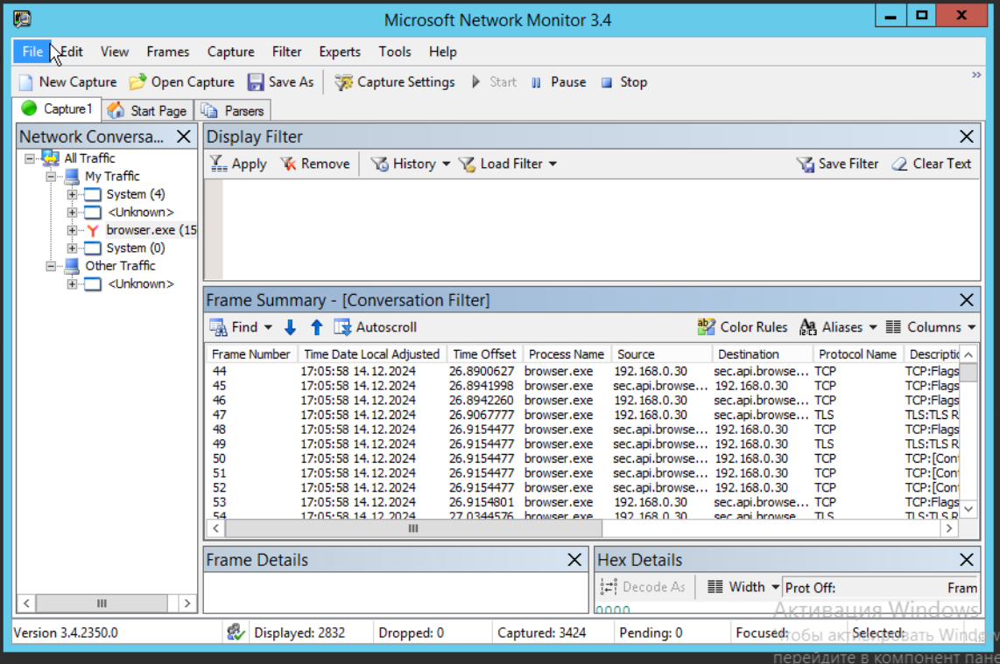 Microsoft Network Monitor 3.4
File Edit View Frames Capture Filter Experts Tools Help
New Capture Open Capture Save As Capture Settings Start Pause Stop
Capture1 Start Page Parsers
Network Conversa...
All Traffic
My Traffic
System (4)
<Unknown>
browser.exe (15
System (0)
Other Traffic
<Unknown>
Display Filter
Apply Remove History Load Filter Save Filter Clear Text
Frame Summary - [Conversation Filter]
Find Autoscroll Color Rules Aliases Columns
Frame Number Time Date Local Adjusted Time Offset Process Name Source Destination Protocol Name Descriptic
44 17:05:58 14.12.2024 26.8900627 browser.exe 192.168.0.30 sec.api.browse... TCP TCP:Flags
45 17:05:58 14.12.2024 26.8941998 browser.exe sec.api.browse... 192.168.0.30 TCP TCP:Flags
46 17:05:58 14.12.2024 26.8942260 browser.exe 192.168.0.30 sec.api.browse... TCP TCP:Flags
47 17:05:58 14.12.2024 26.9067777 browser.exe 192.168.0.30 sec.api.browse... TLS TLS:TLS R
48 17:05:58 14.12.2024 26.9154477 browser.exe sec.api.browse... 192.168.0.30 TCP TCP:Flags
49 17:05:58 14.12.2024 26.9154477 browser.exe sec.api.browse... 192.168.0.30 TLS TLS:TLS R
50 17:05:58 14.12.2024 26.9154477 browser.exe sec.api.browse... 192.168.0.30 TCP TCP:[Con
51 17:05:58 14.12.2024 26.9154477 browser.exe sec.api.browse... 192.168.0.30 TCP TCP:[Con
52 17:05:58 14.12.2024 26.9154477 browser.exe sec.api.browse... 192.168.0.30 TCP TCP:[Con
53 17:05:58 14.12.2024 26.9154801 browser.exe 192.168.0.30 sec.api.browse... TCP TCP:Flags
54 17:05:58 14.12.2024 27.0344576 browser.exe 192.168.0.30 sec.api.browse... TLS TLS:TLS R
Frame Details
Hex Details
Decode As Width Prot Off: Fram
0000
Version 3.4.2350.0 Displayed: 2832 Dropped: 0 Captured: 3424 Pending: 0 Focused: Selected:
Активация Windows
Чтобы активировать Window
перейдите в компонент пане